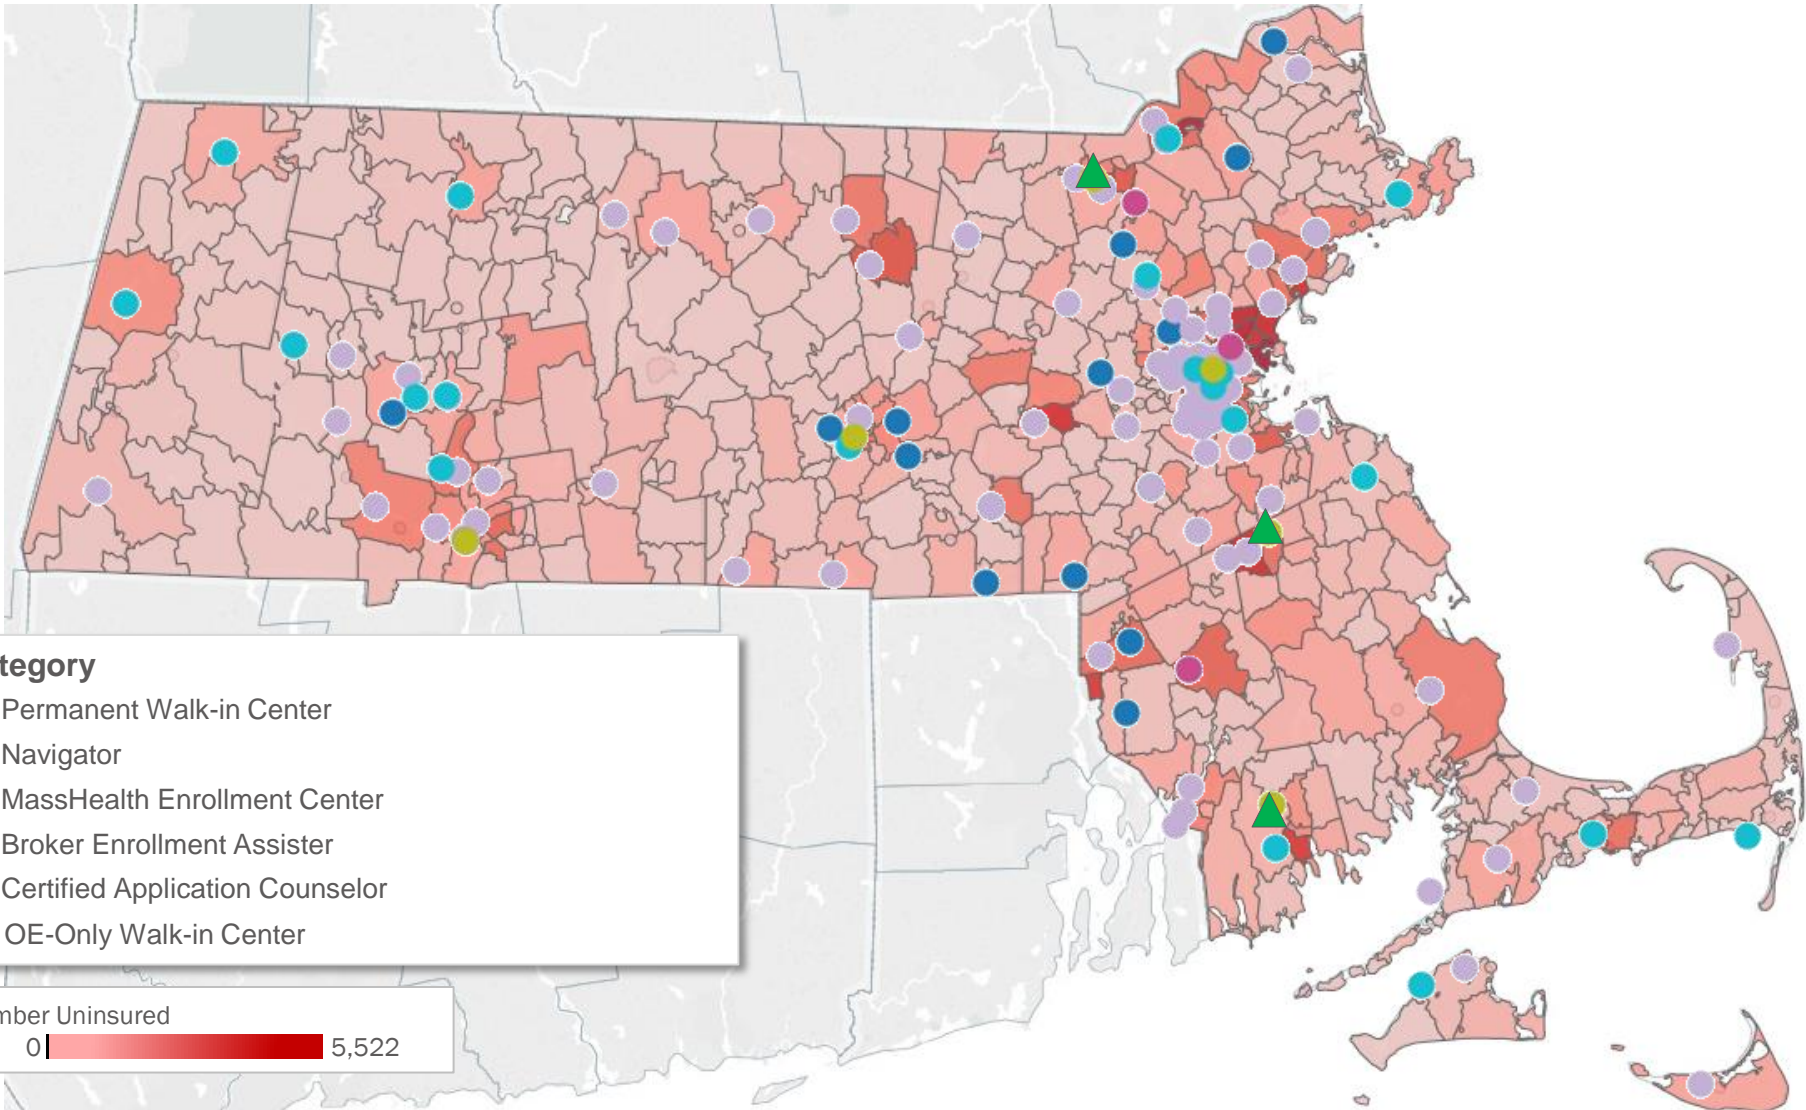 tegory
Permanent Walk-in Center
Navigator
MassHealth Enrollment Center
Broker Enrollment Assister
Certified Application Counselor
OE-Only Walk-in Center
mber Uninsured
0 5,522